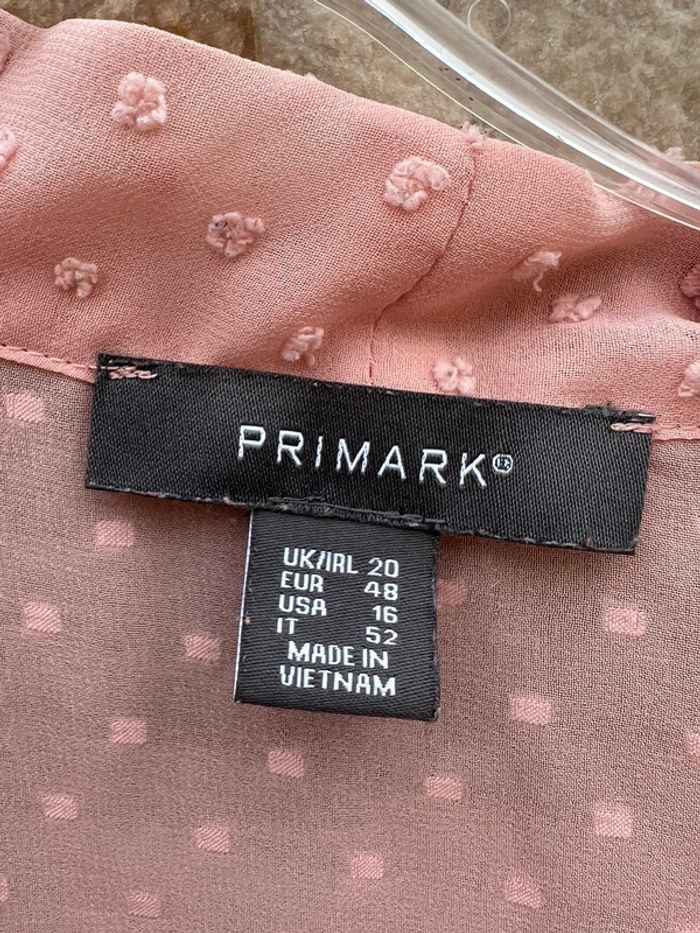 PRIMARK®
UK/IRL 20
EUR 48
USA 16
IT 52
MADE IN
VIETNAM